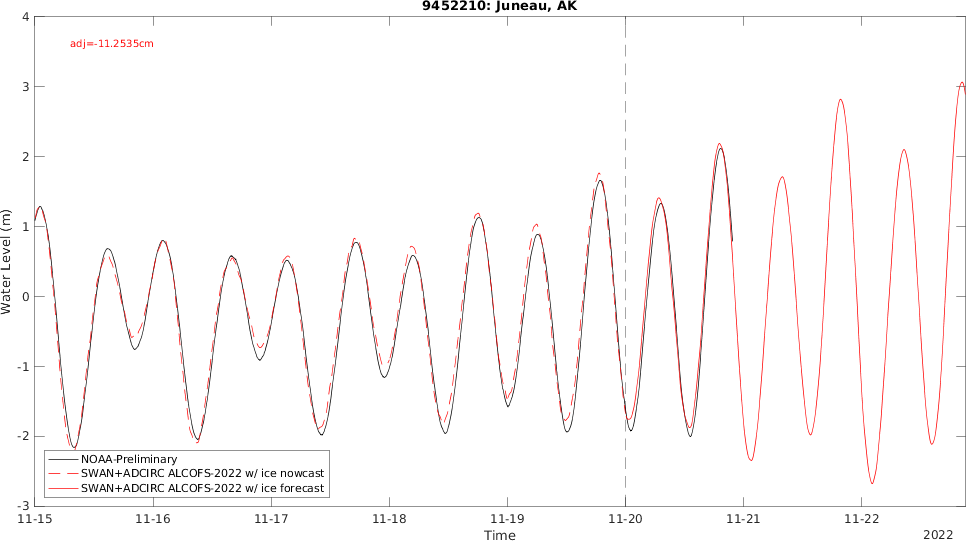 9452210: Juneau, AK
adj=-11.2535cm
Water Level (m)
4
3
2
1
0
-1
-2
-3
NOAA-Preliminary
SWAN+ADCIRC ALCOFS-2022 w/ ice nowcast
SWAN+ADCIRC ALCOFS-2022 w/ ice forecast
11-15 11-16 11-17 11-18 11-19 11-20 11-21 11-22
Time
2022